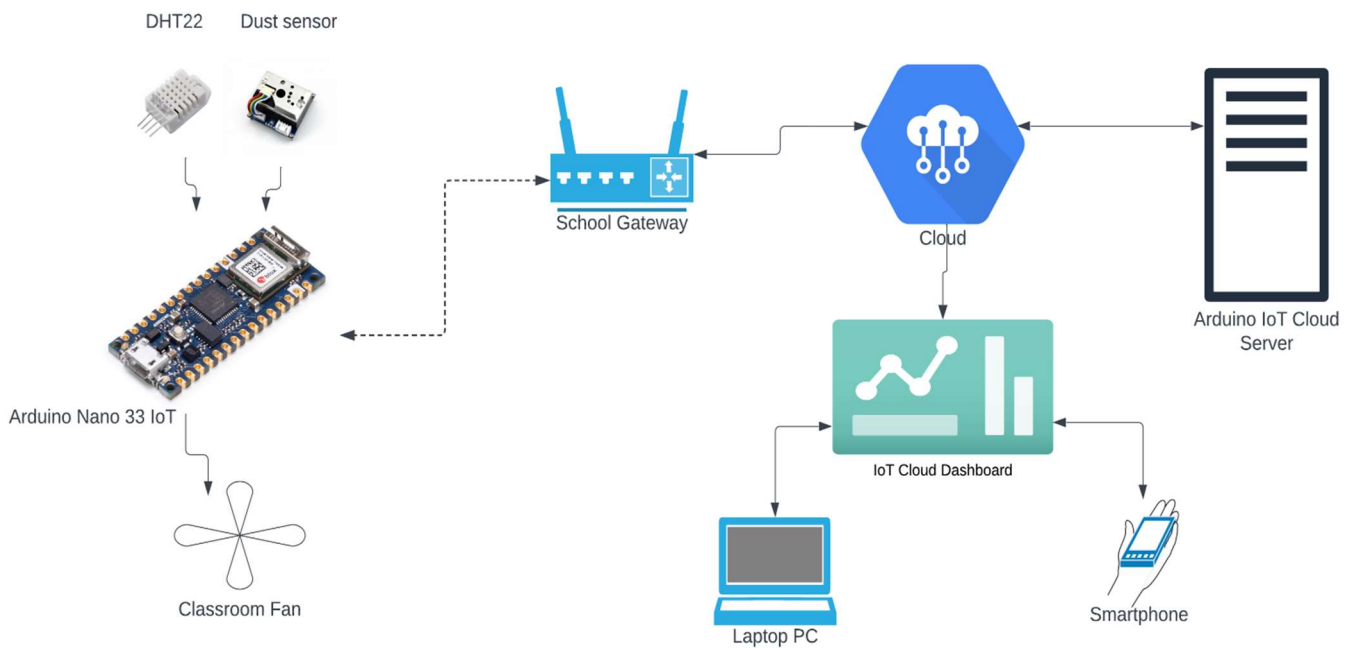 DHT22
Dust sensor
School Gateway
Cloud
Arduino IoT Cloud
Server
Arduino Nano 33 IoT
IoT Cloud Dashboard
Classroom Fan
Laptop PC
Smartphone